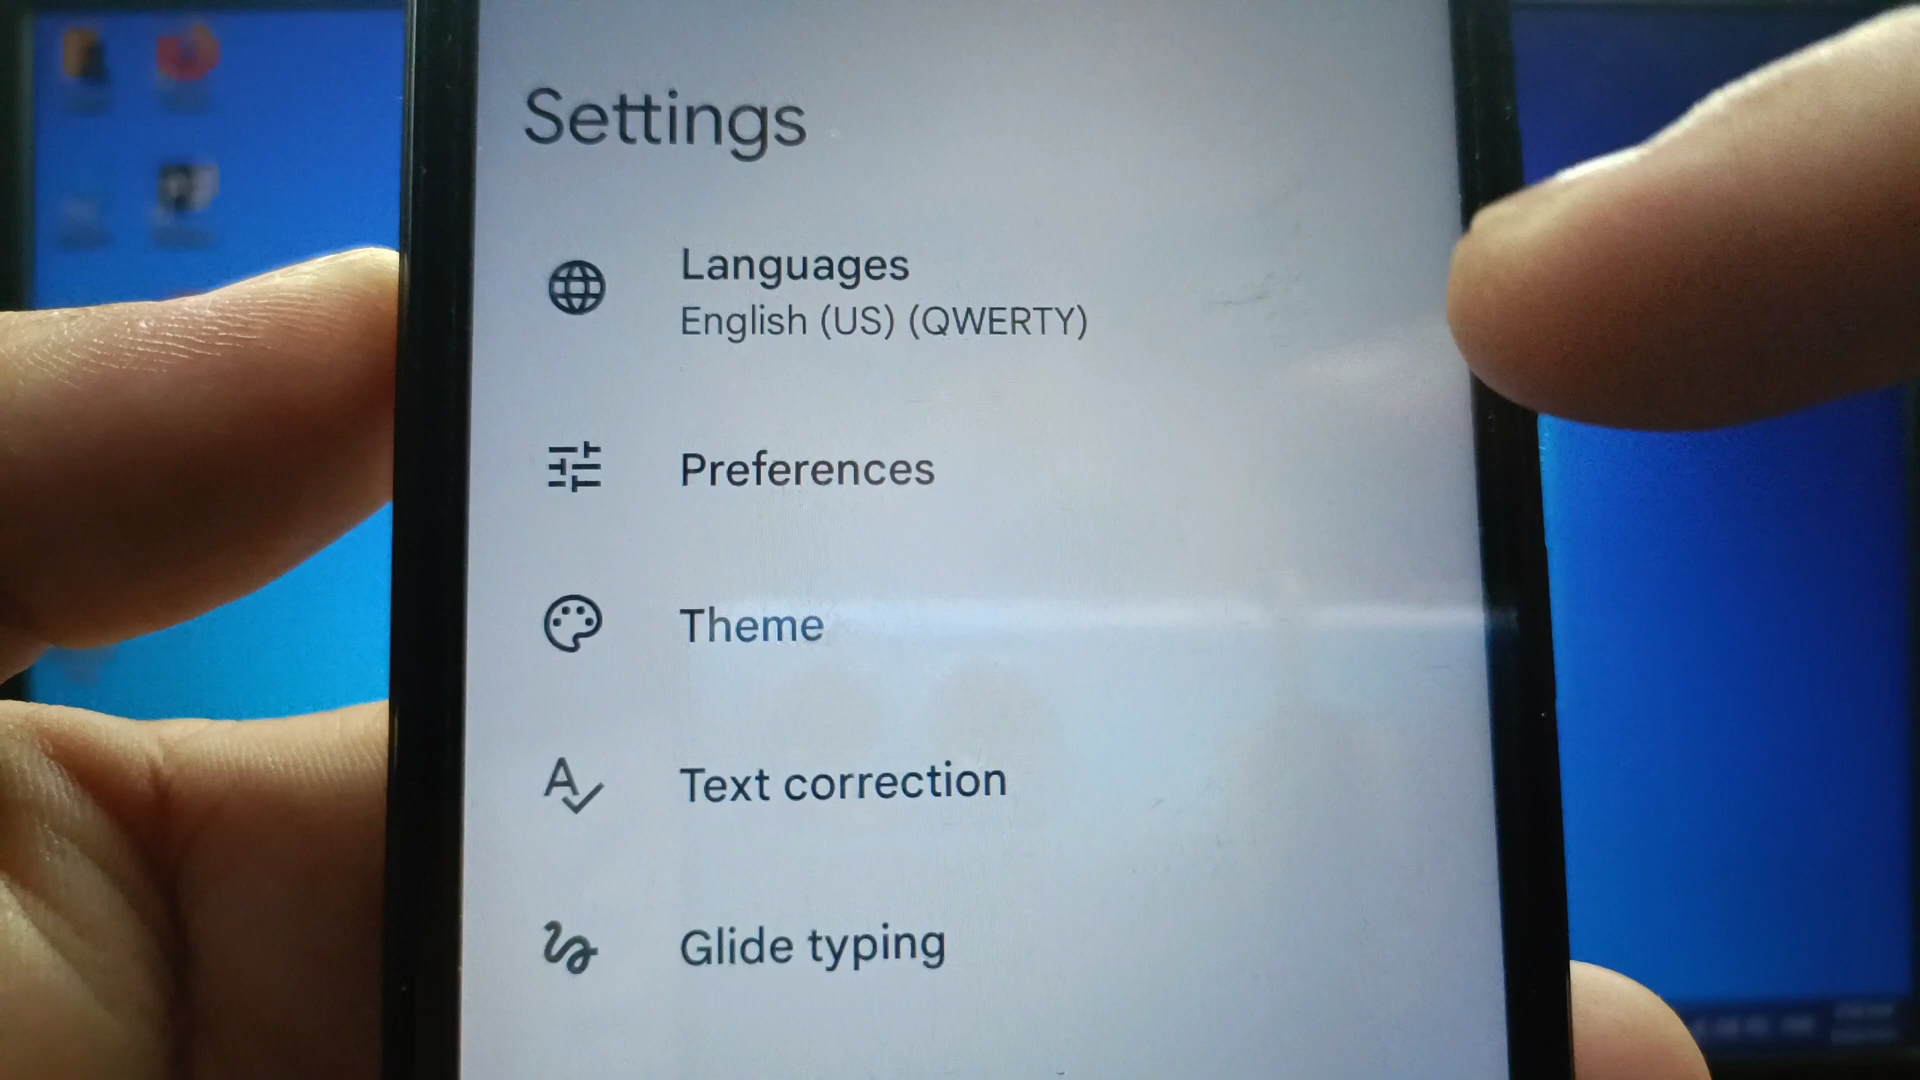 Settings
Languages
English (US) (QWERTY)
Preferences
Theme
Text correction
Glide typing